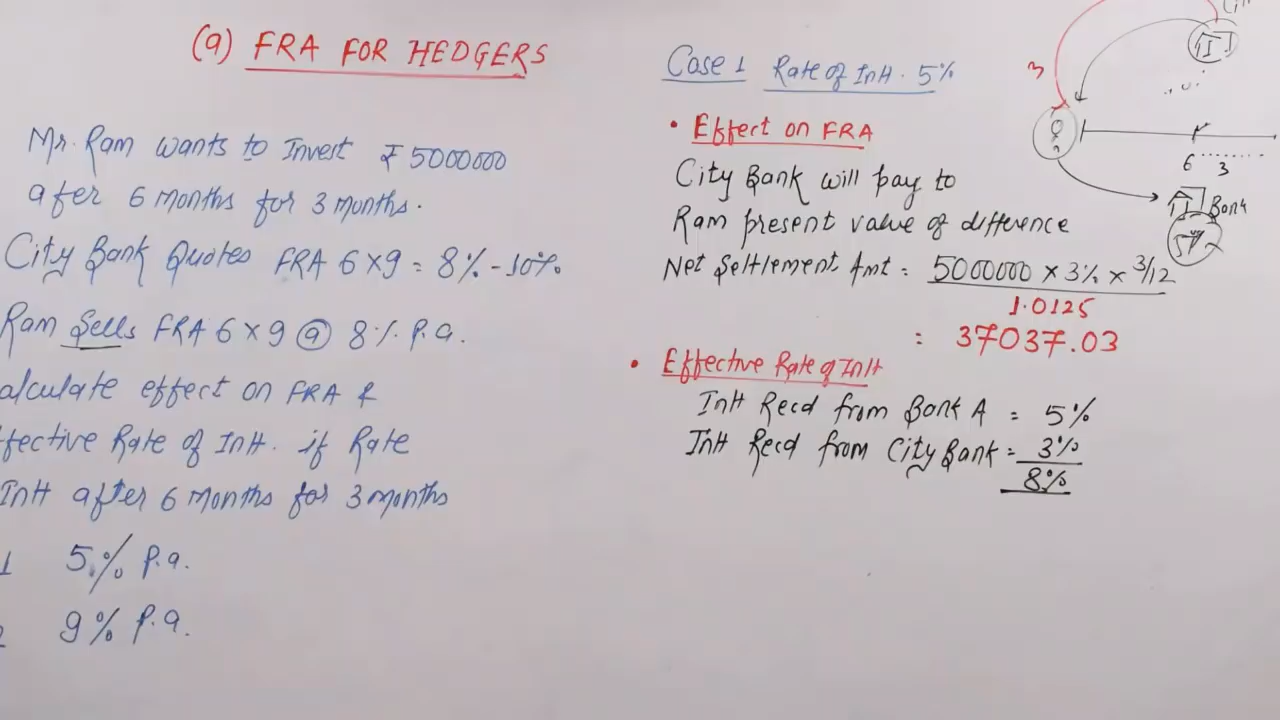 (a) FRA FOR HEDGERS
Mr. Ram wants to Invest ₹ 5000000
after 6 months for 3 months.
City Bank Quotes FRA 6×9 = 8% - 10%.
Ram Sells FRA 6×9 @ 8% P.a.
alculate effect on FRA &
fective Rate of Intt. if Rate
Intt after 6 Months for 3 months
1 5% P.a.
2 9% P.a.
Case 1 Rate of Intt. 5%
• Effect on FRA
City Bank will pay to
Ram present value of difference
Net Settlement Amt = 5000000 × 3% × 3/12
1.0125
= 37037.03
• Effective Rate of Intt
Intt Recd from Bank A = 5%
Intt Recd from City Bank = 3%
8%
3
6 3
Bank